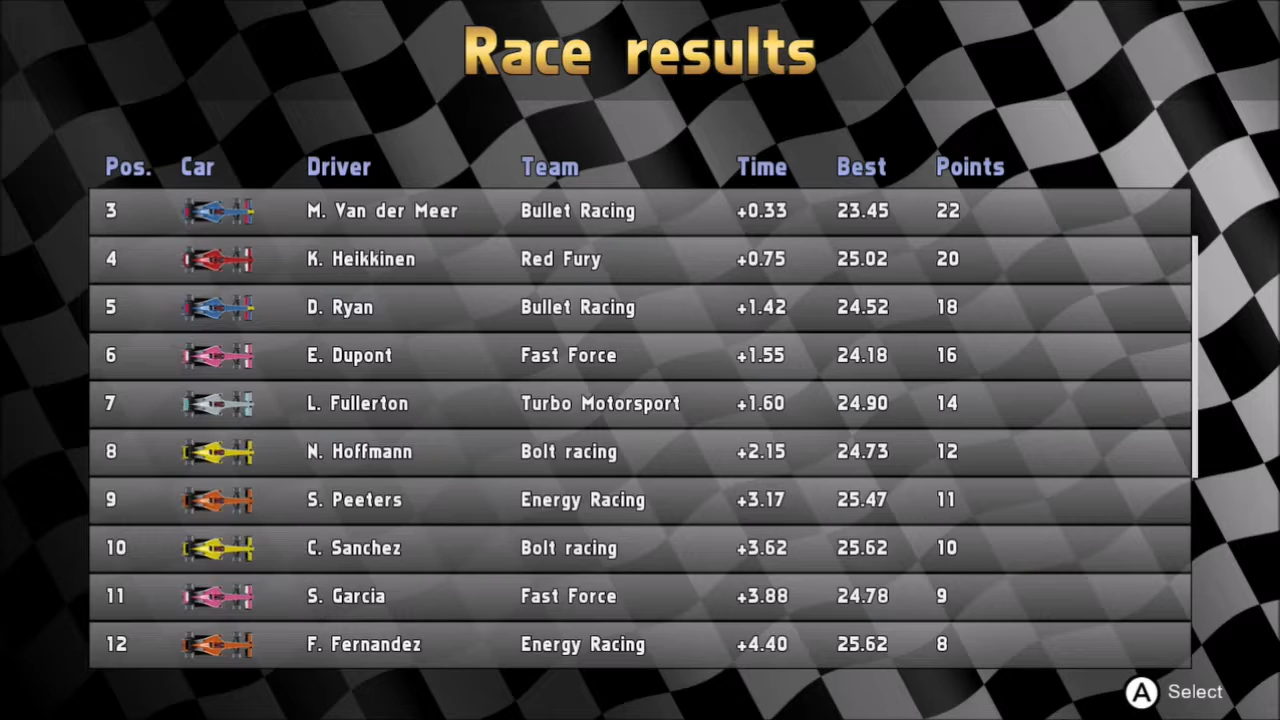 Race results
Pos. Car Driver Team Time Best Points
3 M. Van der Meer Bullet Racing +0.33 23.45 22
4 K. Heikkinen Red Fury +0.75 25.02 20
5 D. Ryan Bullet Racing +1.42 24.52 18
6 E. Dupont Fast Force +1.55 24.18 16
7 L. Fullerton Turbo Motorsport +1.60 24.90 14
8 N. Hoffmann Bolt racing +2.15 24.73 12
9 S. Peeters Energy Racing +3.17 25.47 11
10 C. Sanchez Bolt racing +3.62 25.62 10
11 S. Garcia Fast Force +3.88 24.78 9
12 F. Fernandez Energy Racing +4.40 25.62 8
A Select